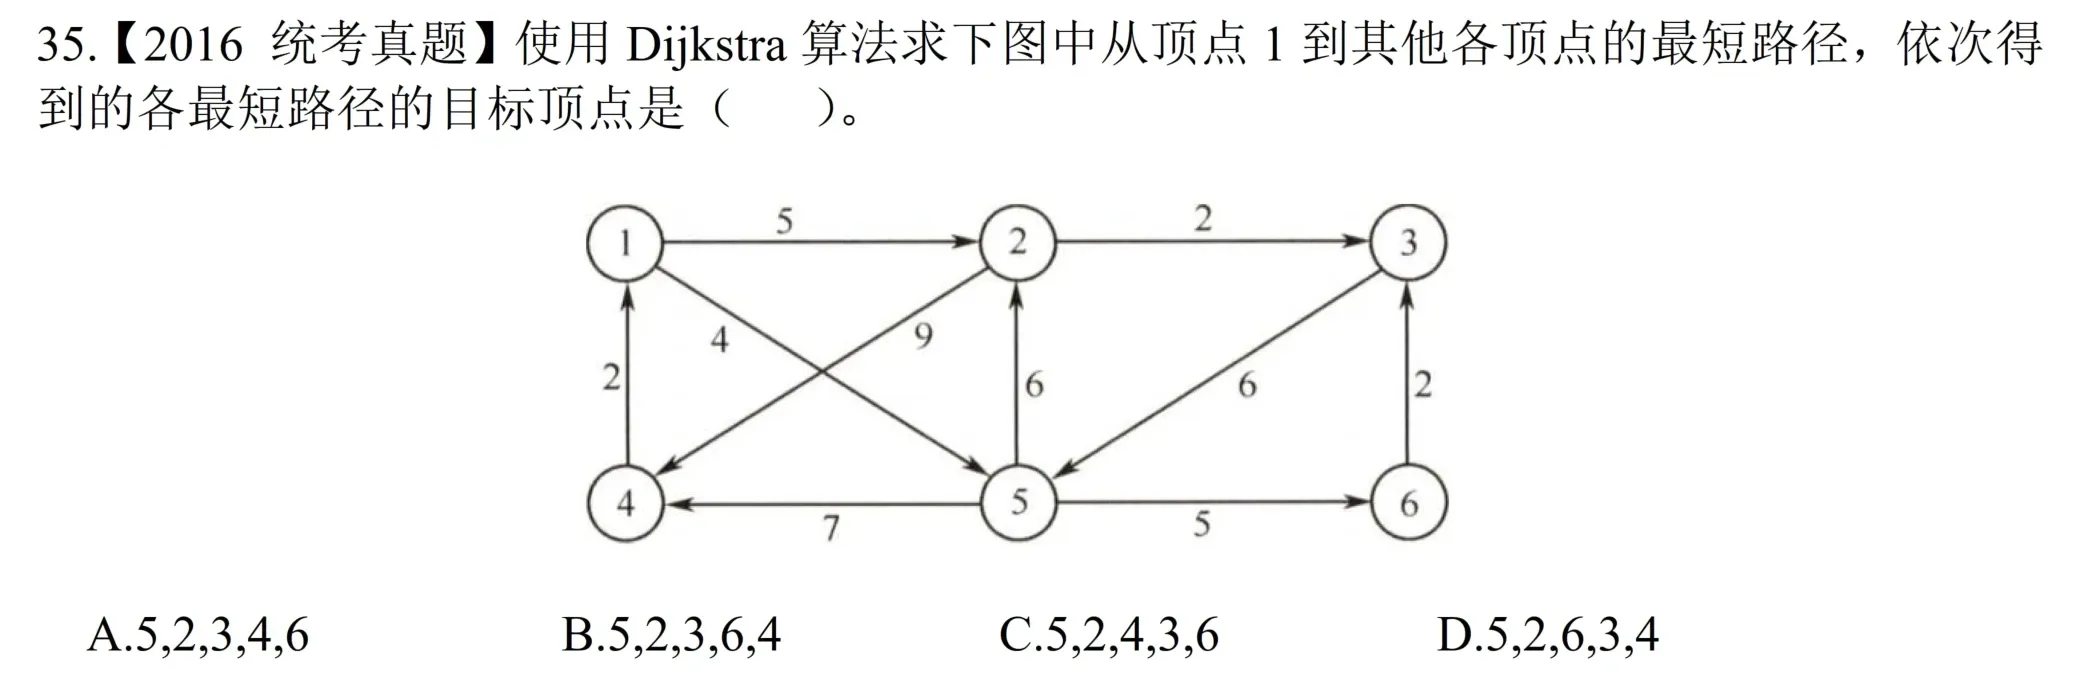 35.【2016 统考真题】使用 Dijkstra 算法求下图中从顶点 1 到其他各顶点的最短路径，依次得
到的各最短路径的目标顶点是（　　）。
5 2
1 2 3
4 9
2 6 6 2
4 5 6
7 5
A.5,2,3,4,6 B.5,2,3,6,4 C.5,2,4,3,6 D.5,2,6,3,4